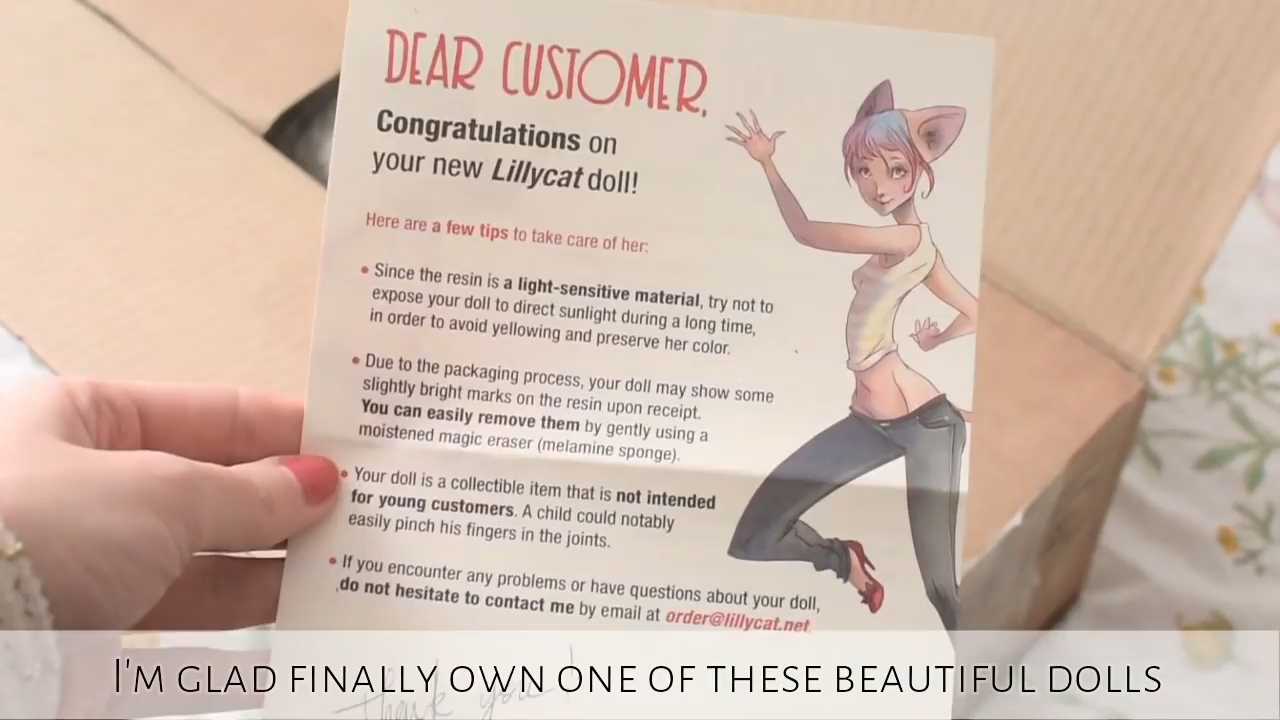 DEAR CUSTOMER,
Congratulations on
your new Lillycat doll!
Here are a few tips to take care of her:
• Since the resin is a light-sensitive material, try not to
expose your doll to direct sunlight during a long time,
in order to avoid yellowing and preserve her color.
• Due to the packaging process, your doll may show some
slightly bright marks on the resin upon receipt.
You can easily remove them by gently using a
moistened magic eraser (melamine sponge).
• Your doll is a collectible item that is not intended
for young customers. A child could notably
easily pinch his fingers in the joints.
• If you encounter any problems or have questions about your doll,
do not hesitate to contact me by email at order@lillycat.net
thank you !
I'M GLAD FINALLY OWN ONE OF THESE BEAUTIFUL DOLLS